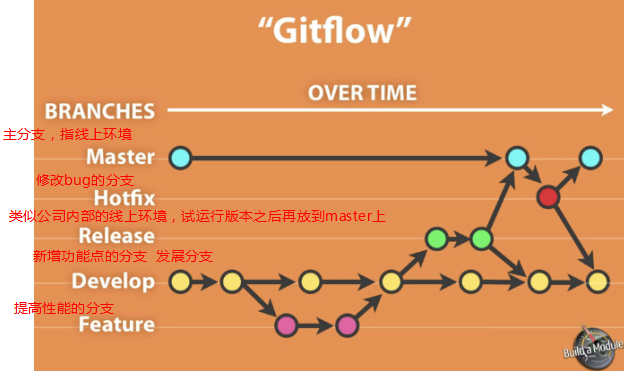 “Gitflow”
OVER TIME
BRANCHES
主分支，指线上环境
Master
修改bug的分支
Hotfix
类似公司内部的线上环境，试运行版本之后再放到master上
Release
新增功能点的分支 发展分支
Develop
提高性能的分支
Feature
Build a Module